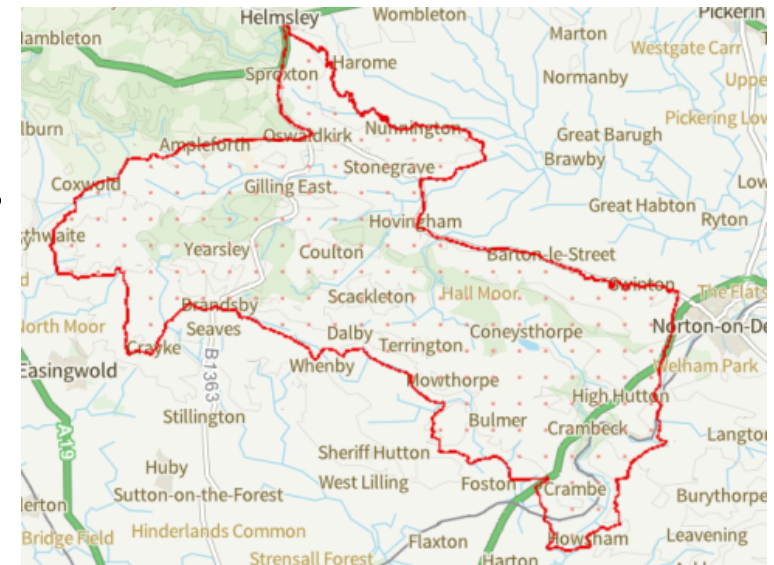 Helmsley
Wombleton
Pickerin
Hambleton
Marton
Westgate Carr
Harome
Sproxton
Normanby
Upper
Pickering Low
lburn
Ampleforth
Oswaldkirk
Nunnington
Great Barugh
Brawby
Stonegrave
Coxwold
Gilling East
Low
Great Habton
Ryton
Hovingham
thwaite
Yearsley
Coulton
Barton-le-Street
Swinton
The Flats
Scackleton
Hall Moor
Brandsby
North Moor
Seaves
Dalby
Terrington
Coneysthorpe
Norton-on-De
Crayke
Easingwold
B1363
Whenby
Mowthorpe
Welham Park
High Hutton
Stillington
Bulmer
Crambeck
Langton
A19
Sheriff Hutton
Huby
West Lilling
Foston
Crambe
Sutton-on-the-Forest
Burythorpe
lerton
Bridge Field
Hinderlands Common
Flaxton
Howsham
Leavening
Strensall Forest
Harton